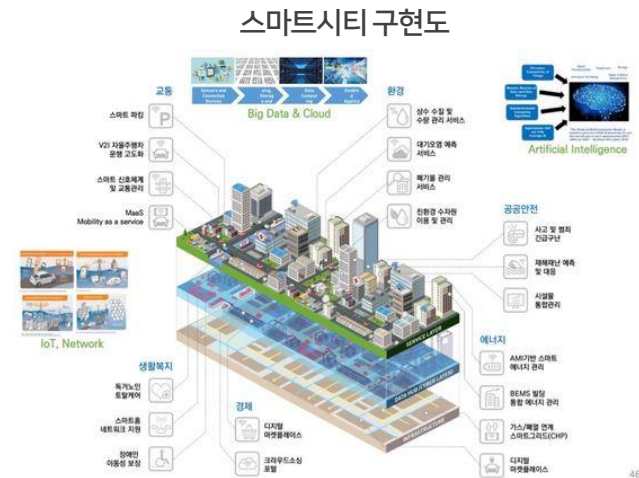 스마트시티 구현도
교통
스마트 파킹
V2I 자율주행차
운행 고도화
스마트 신호체계
및 교통관리
MaaS
Mobility as a service
Big Data & Cloud
환경
상수 수질 및
수량 관리 서비스
대기오염 예측
서비스
폐기물 관리
서비스
친환경 수자원
이용 및 관리
Artificial Intelligence
공공안전
사고 및 범죄
긴급구난
재해재난 예측
및 대응
시설물
통합관리
IoT, Network
SERVICE LAYER
DATA HUB (CYBER LAYER)
INFRASTRUCTURE
생활복지
독거노인
토탈케어
스마트홈
네트워크 지원
장애인
이동성 보장
경제
디지털
마켓플레이스
크라우드소싱
포털
에너지
AMI기반 스마트
에너지 관리
BEMS 빌딩
통합 에너지 관리
가스/폐열 연계
스마트그리드(CHP)
디지털
마켓플레이스
46